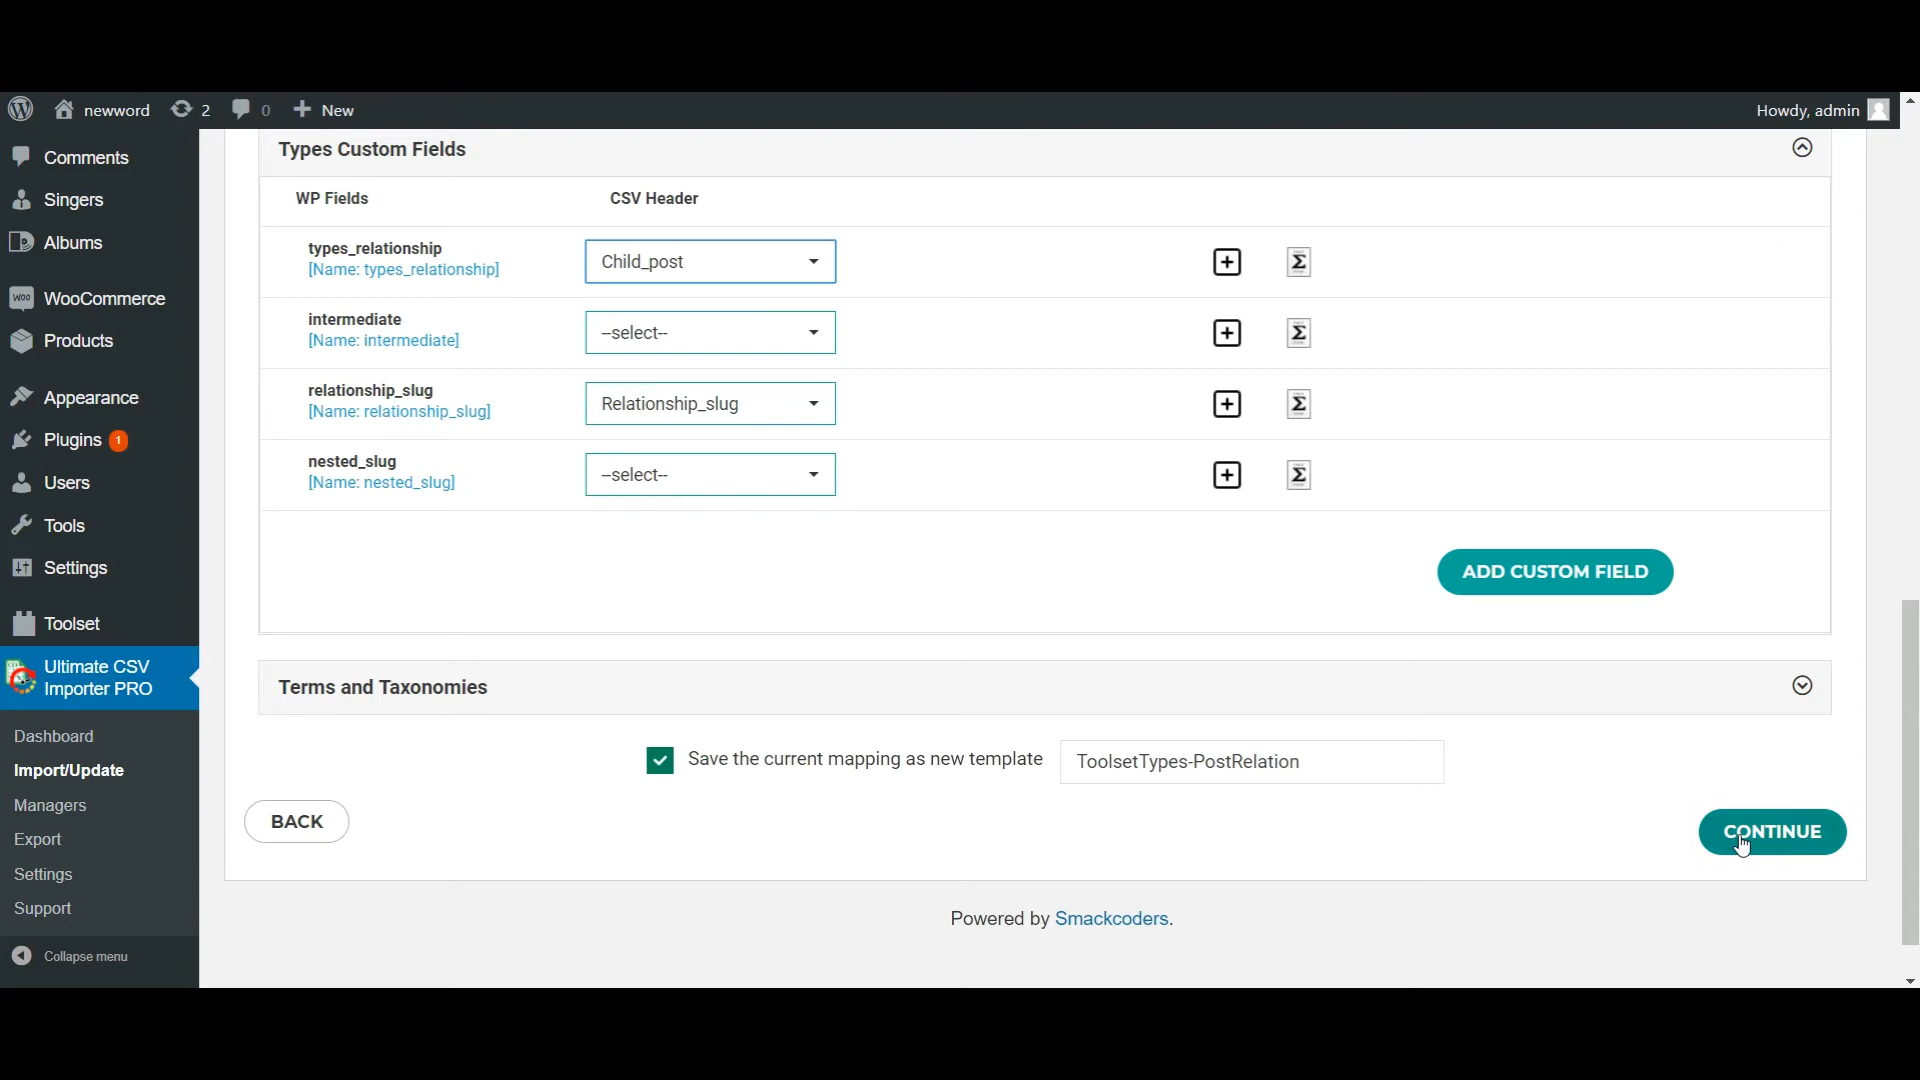 newword 2 0 New Howdy, admin
Comments
Singers
Albums
WooCommerce
Products
Appearance
Plugins 1
Users
Tools
Settings
Toolset
Ultimate CSV
Importer PRO
Dashboard
Import/Update
Managers
Export
Settings
Support
Collapse menu
Types Custom Fields
WP Fields CSV Header
types_relationship
[Name: types_relationship]
Child_post
intermediate
[Name: intermediate]
--select--
relationship_slug
[Name: relationship_slug]
Relationship_slug
nested_slug
[Name: nested_slug]
--select--
ADD CUSTOM FIELD
Terms and Taxonomies
Save the current mapping as new template ToolsetTypes-PostRelation
BACK
CONTINUE
Powered by Smackcoders.